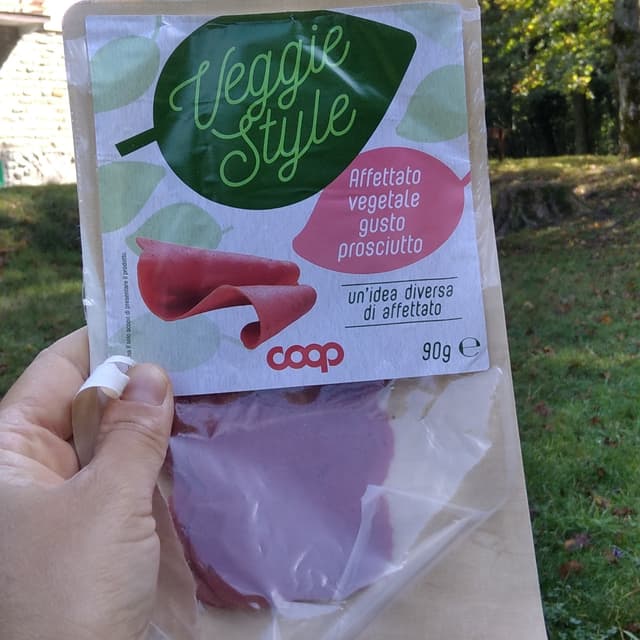 Veggie
Style
Affettato
vegetale
gusto
prosciutto
un'idea diversa
di affettato
coop
90g e